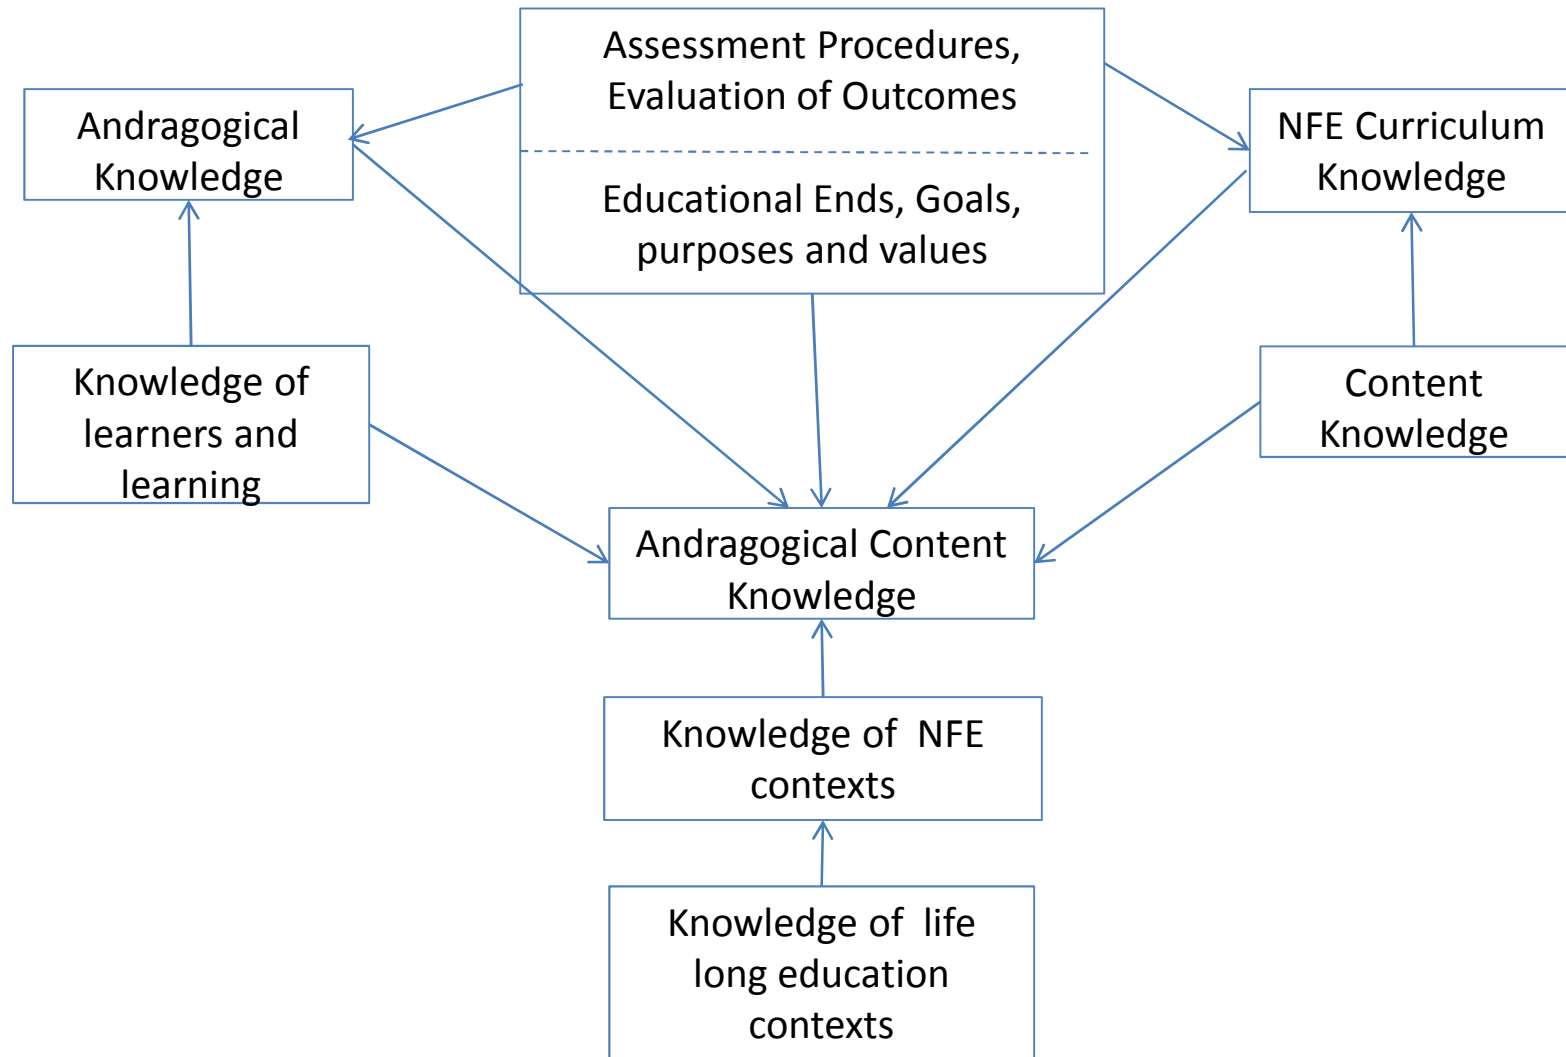 Assessment Procedures,
Evaluation of Outcomes
Educational Ends, Goals,
purposes and values
Andragogical
Knowledge
NFE Curriculum
Knowledge
Knowledge of
learners and
learning
Content
Knowledge
Andragogical Content
Knowledge
Knowledge of  NFE
contexts
Knowledge of  life
long education
contexts